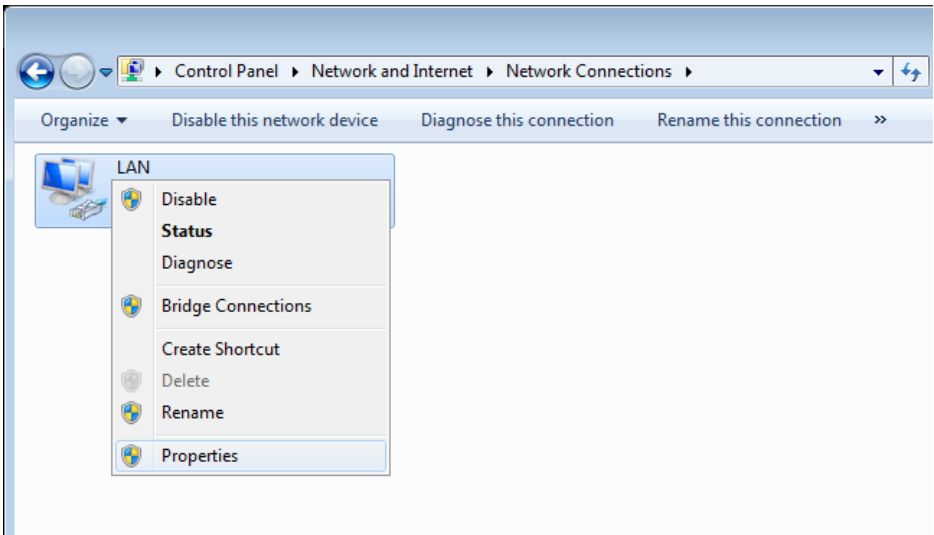 Control Panel Network and Internet Network Connections
Organize Disable this network device Diagnose this connection Rename this connection »
LAN
Disable
Status
Diagnose
Bridge Connections
Create Shortcut
Delete
Rename
Properties